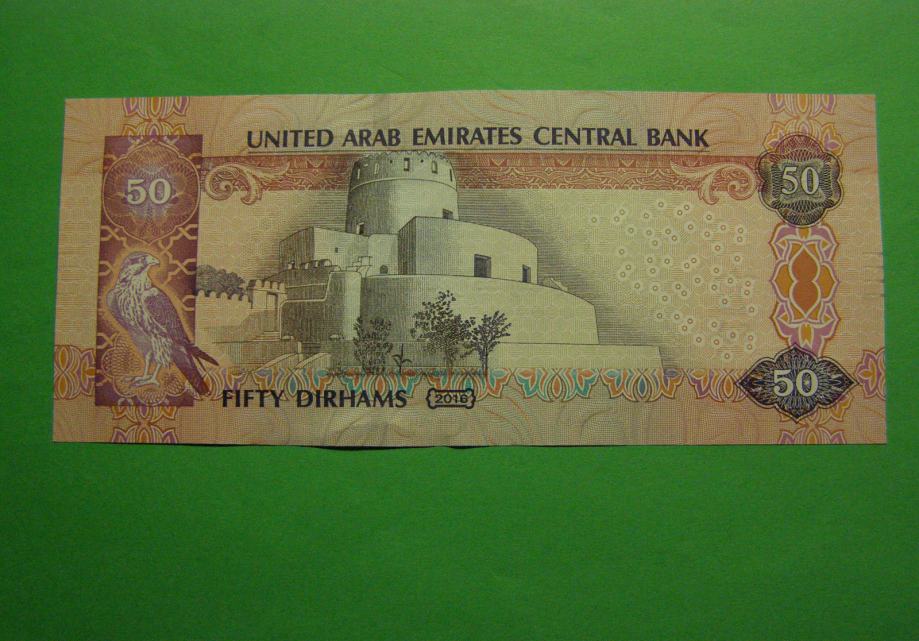 UNITED ARAB EMIRATES CENTRAL BANK
50
50
FIFTY DIRHAMS 2016
50